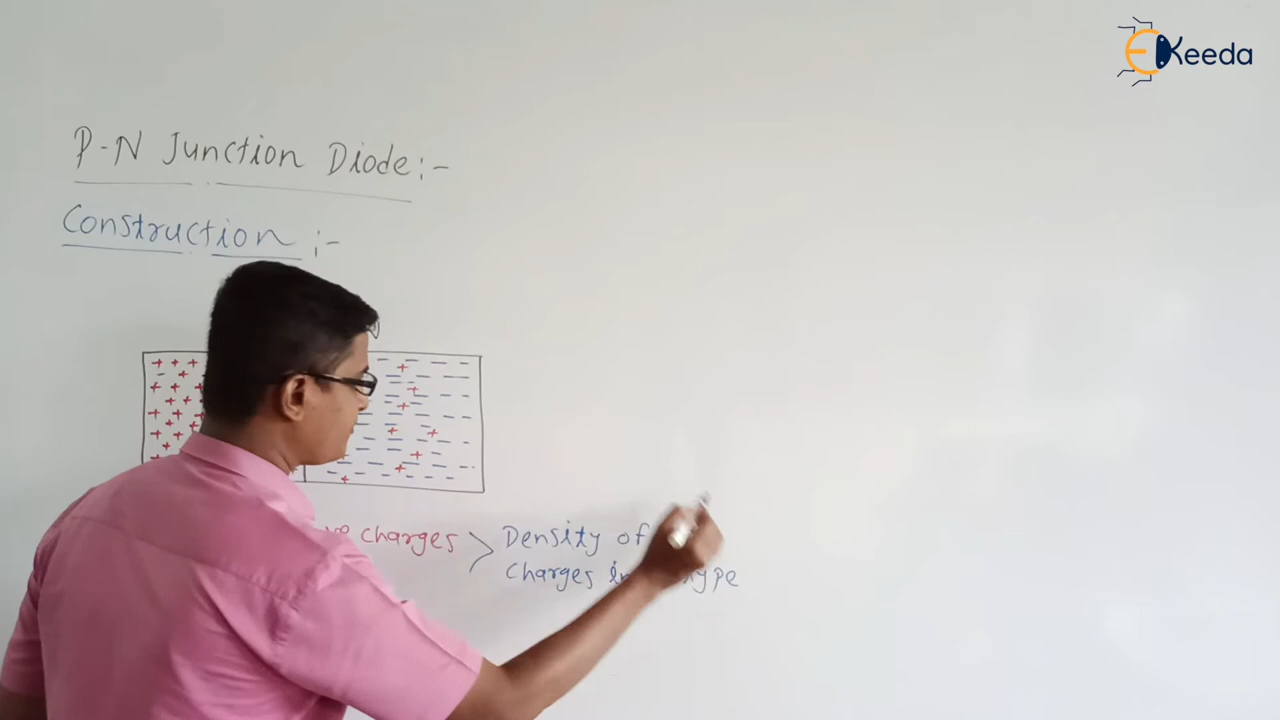 EKeeda
P-N Junction Diode:-
Construction :-
charges > Density of
charges in type